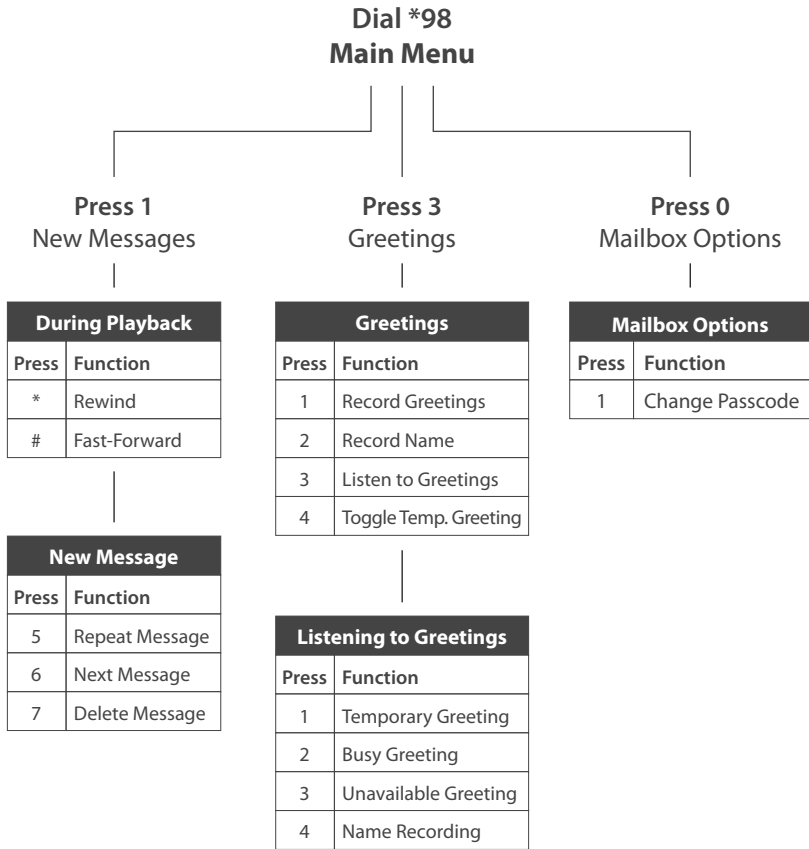 Dial *98
Main Menu
Press 1
New Messages
During Playback
Press Function
* Rewind
# Fast-Forward
New Message
Press Function
5 Repeat Message
6 Next Message
7 Delete Message
Press 3
Greetings
Greetings
Press Function
1 Record Greetings
2 Record Name
3 Listen to Greetings
4 Toggle Temp. Greeting
Listening to Greetings
Press Function
1 Temporary Greeting
2 Busy Greeting
3 Unavailable Greeting
4 Name Recording
Press 0
Mailbox Options
Mailbox Options
Press Function
1 Change Passcode